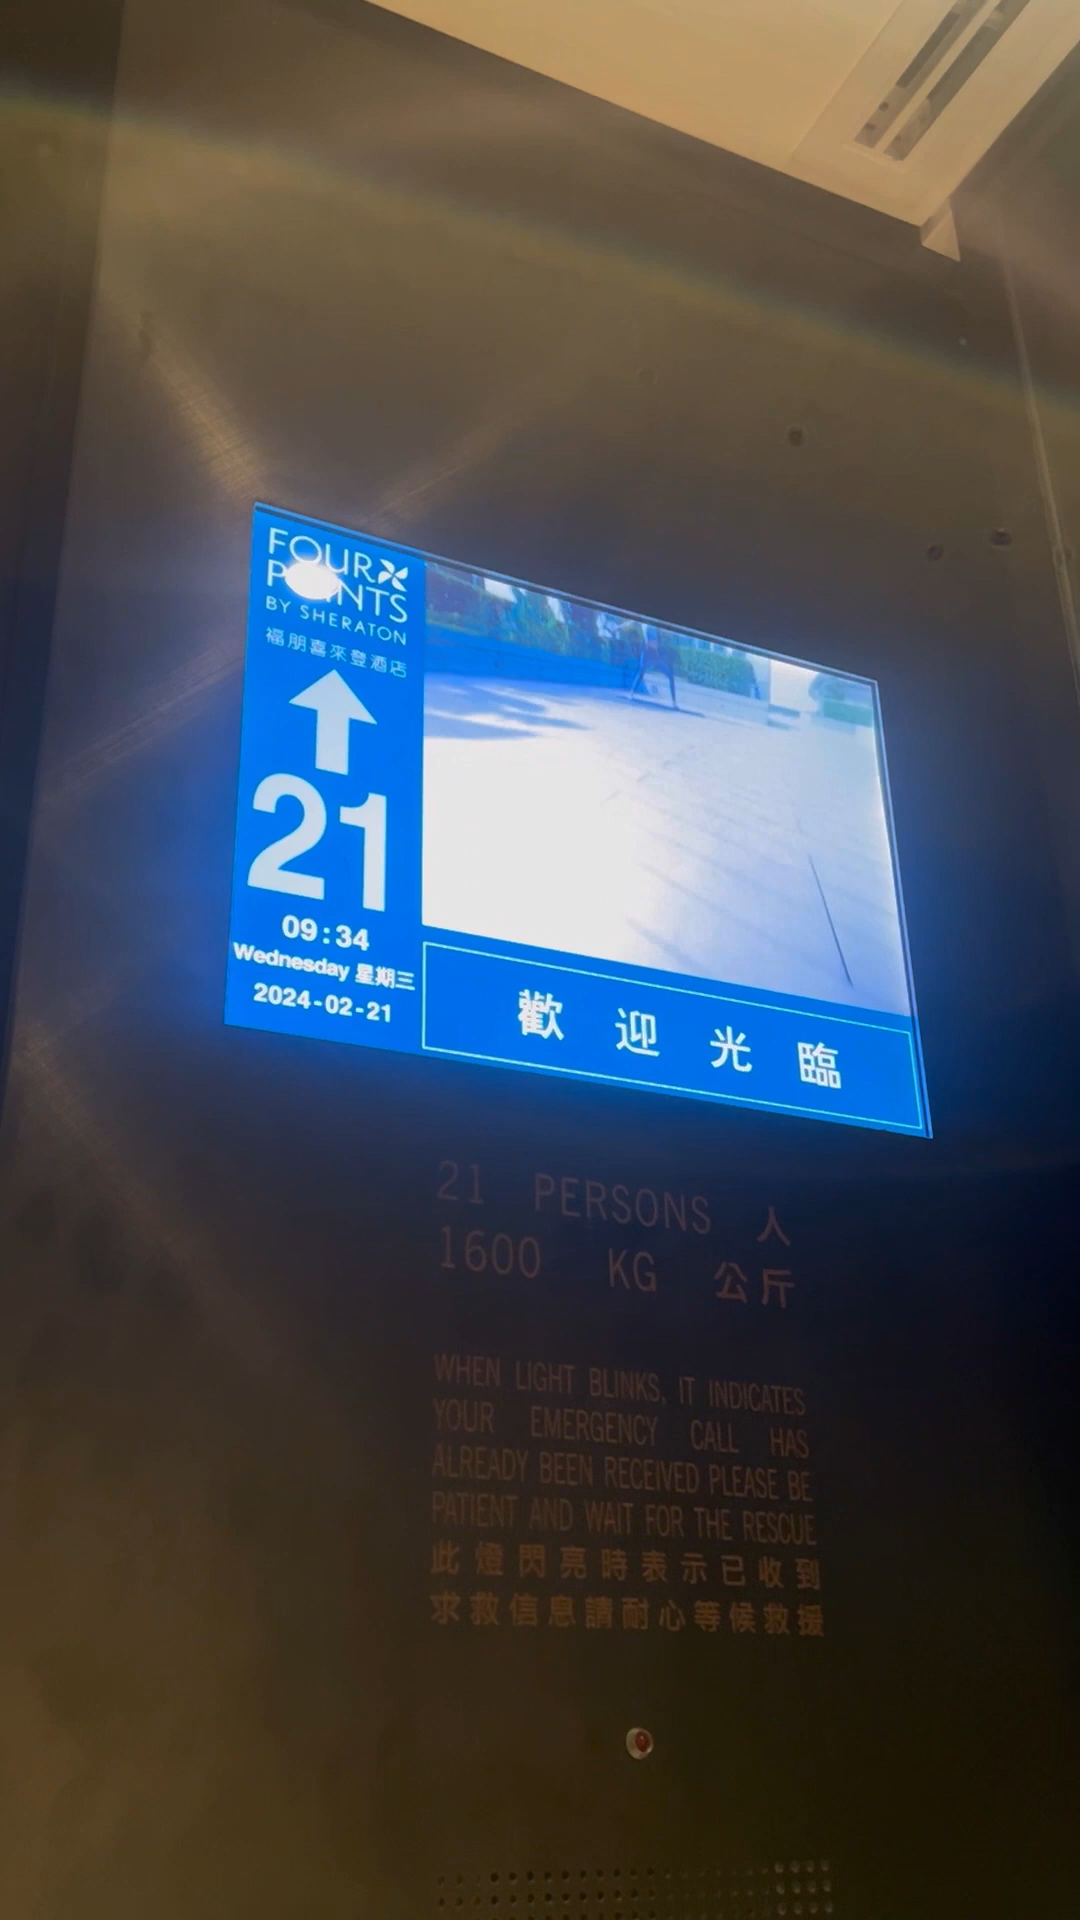 FOUR
POINTS
BY SHERATON
福朋喜來登酒店
21
09:34
Wednesday 星期三
2024-02-21
歡迎光臨
21 PERSONS 人
1600 KG 公斤
WHEN LIGHT BLINKS, IT INDICATES
YOUR EMERGENCY CALL HAS
ALREADY BEEN RECEIVED PLEASE BE
PATIENT AND WAIT FOR THE RESCUE
此燈閃亮時表示已收到
求救信息請耐心等候救援